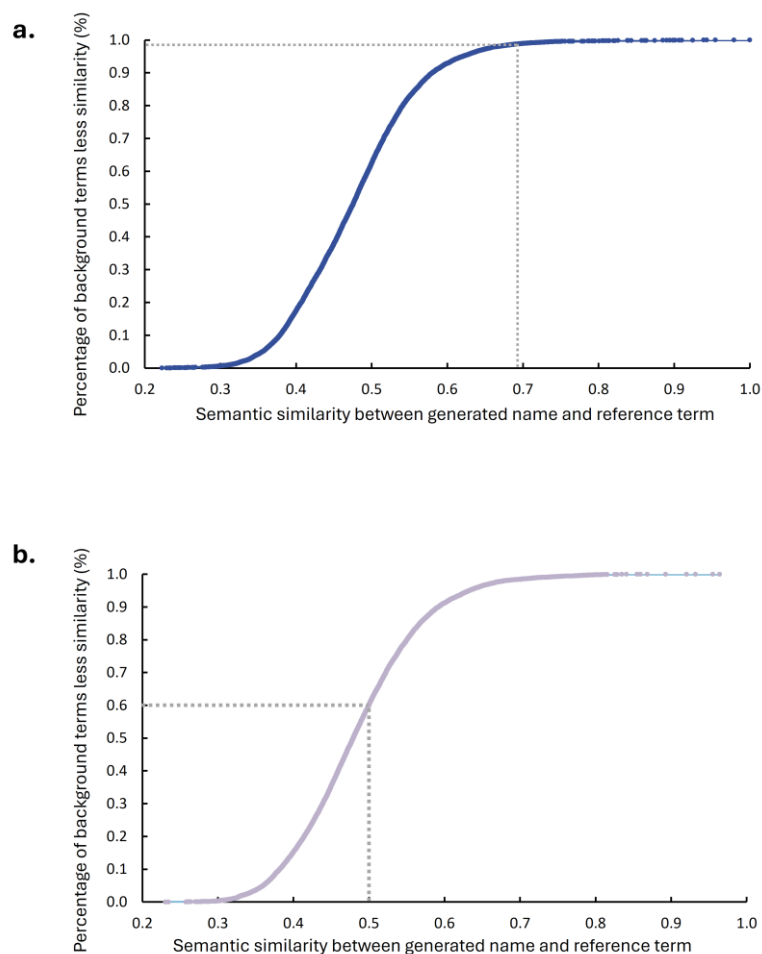 a.
Percentage of background terms less similarity (%)
1.0
0.9
0.8
0.7
0.6
0.5
0.4
0.3
0.2
0.1
0.0
0.2 0.3 0.4 0.5 0.6 0.7 0.8 0.9 1.0
Semantic similarity between generated name and reference term
b.
Percentage of background terms less similarity (%)
1.0
0.9
0.8
0.7
0.6
0.5
0.4
0.3
0.2
0.1
0.0
0.2 0.3 0.4 0.5 0.6 0.7 0.8 0.9 1.0
Semantic similarity between generated name and reference term